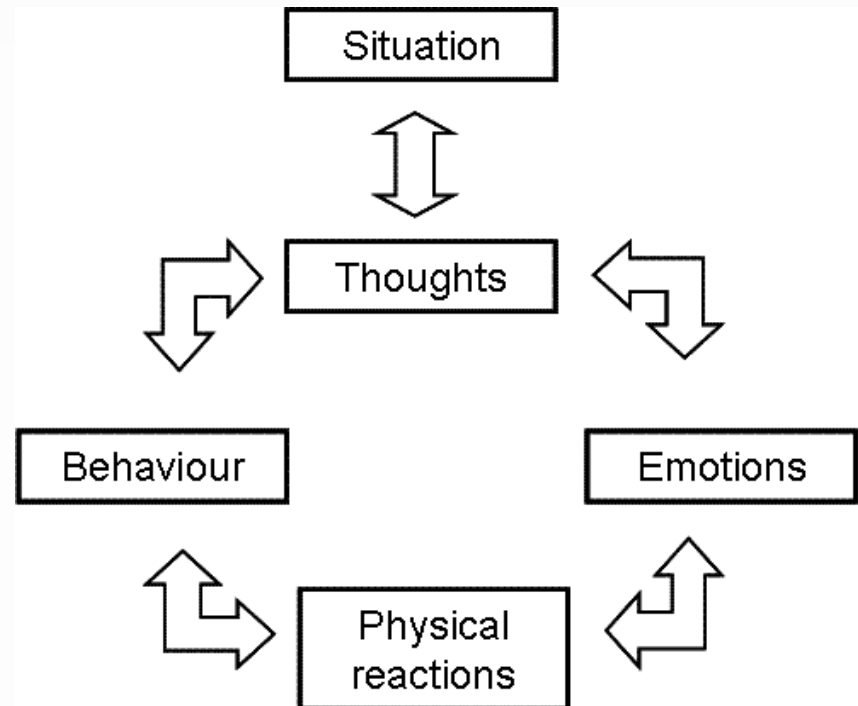 Situation
Thoughts
Behaviour
Emotions
Physical
reactions